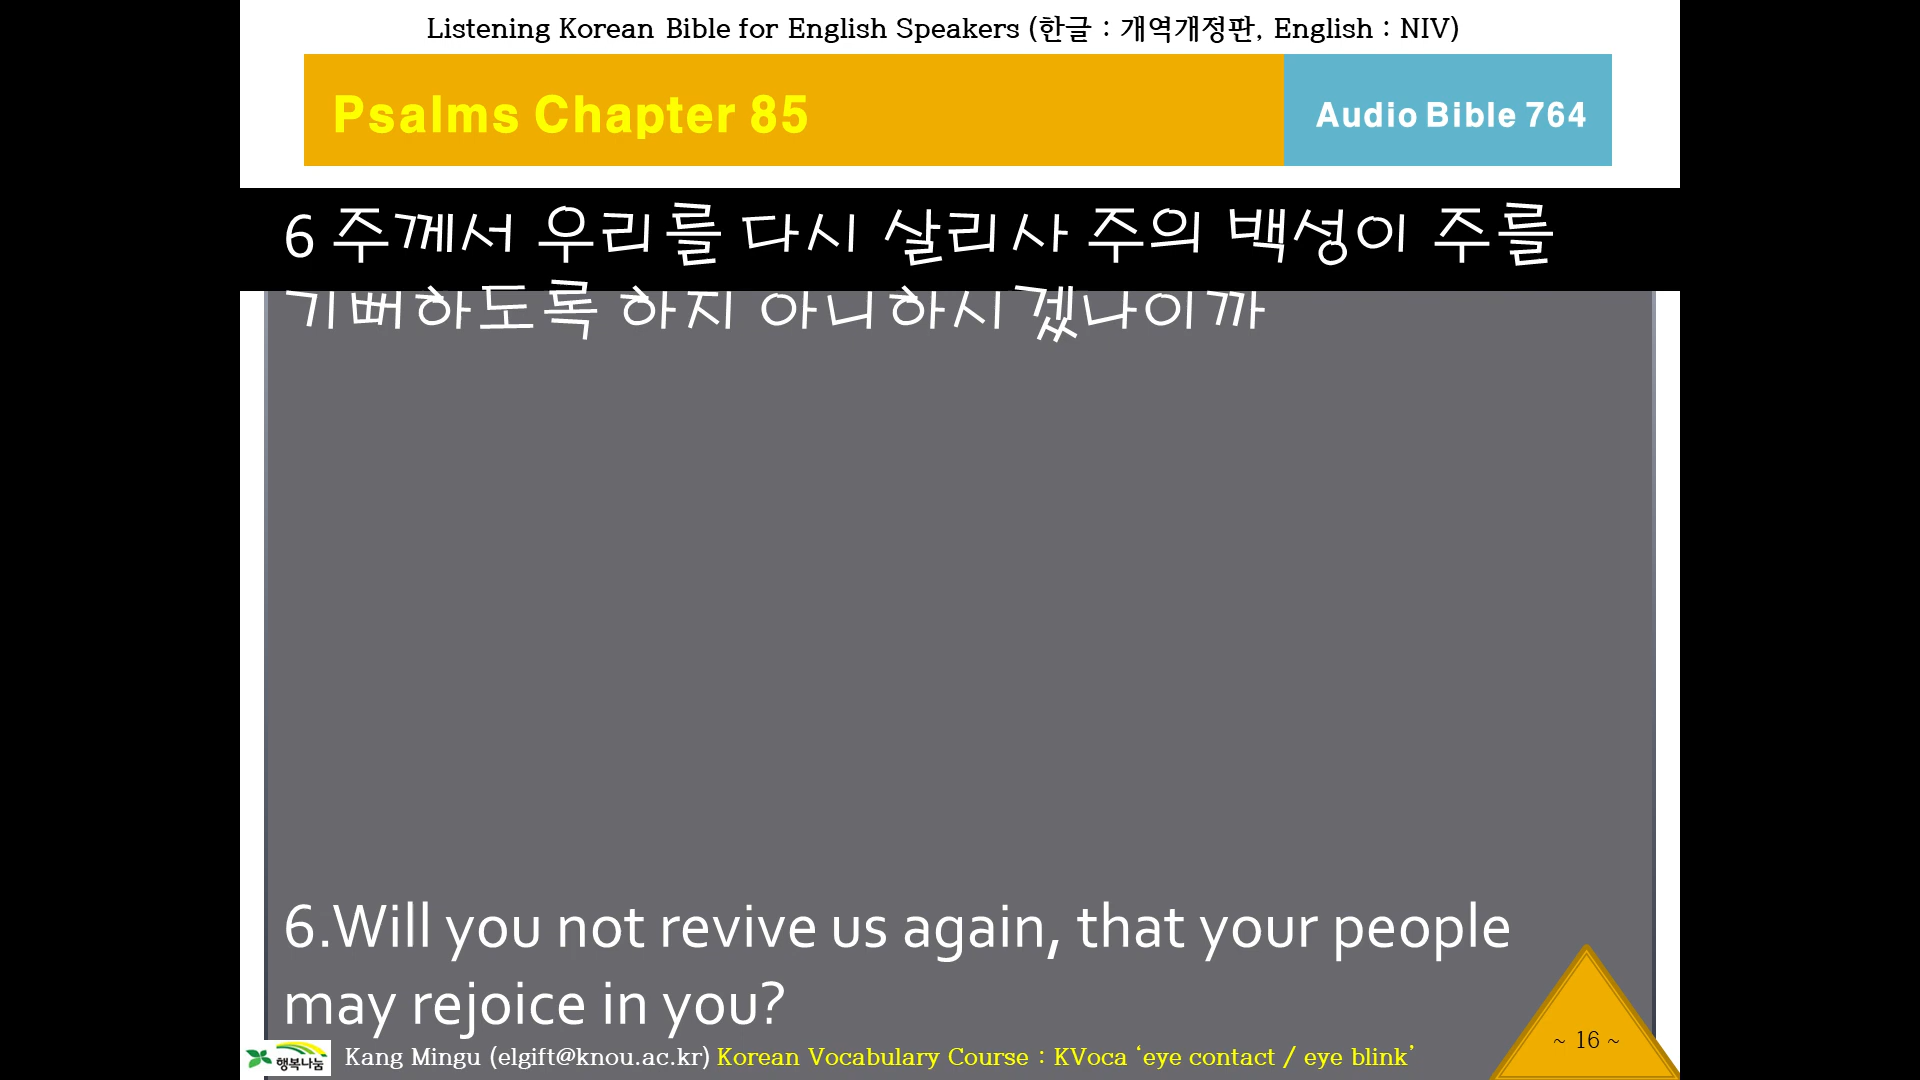 Listening Korean Bible for English Speakers (한글 : 개역개정판, English : NIV)
Psalms Chapter 85
Audio Bible 764
6 주께서 우리를 다시 살리사 주의 백성이 주를
기뻐하도록 하지 아니하시겠나이까
6.Will you not revive us again, that your people
may rejoice in you?
~ 16 ~
행복나눔
Kang Mingu (elgift@knou.ac.kr) Korean Vocabulary Course : KVoca ‘eye contact / eye blink’